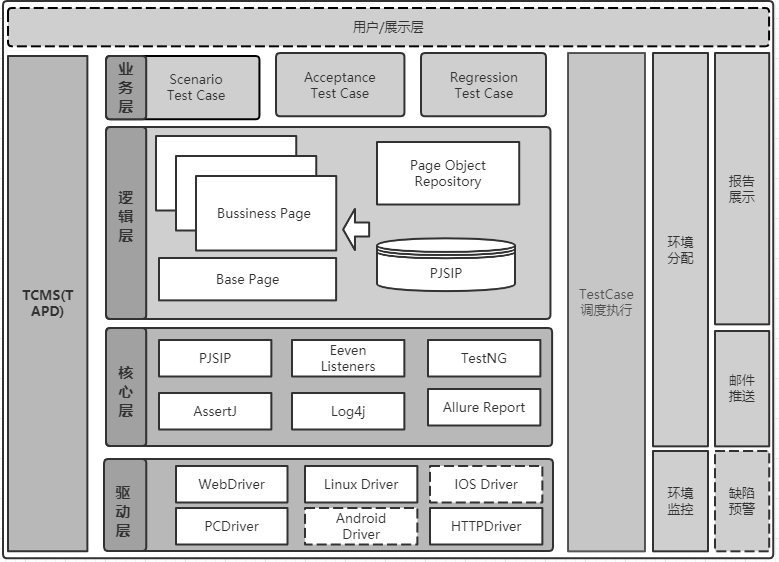 用户/展示层
TCMS(T
APD)
业
务
层
Scenario
Test Case
Acceptance
Test Case
Regression
Test Case
逻
辑
层
Bussiness Page
Page Object
Repository
PJSIP
Base Page
核
心
层
PJSIP
Eeven
Listeners
TestNG
AssertJ
Log4j
Allure Report
驱
动
层
WebDriver
Linux Driver
IOS Driver
PCDriver
Android
Driver
HTTPDriver
TestCase
调度执行
环境
分配
环境
监控
报告
展示
邮件
推送
缺陷
预警